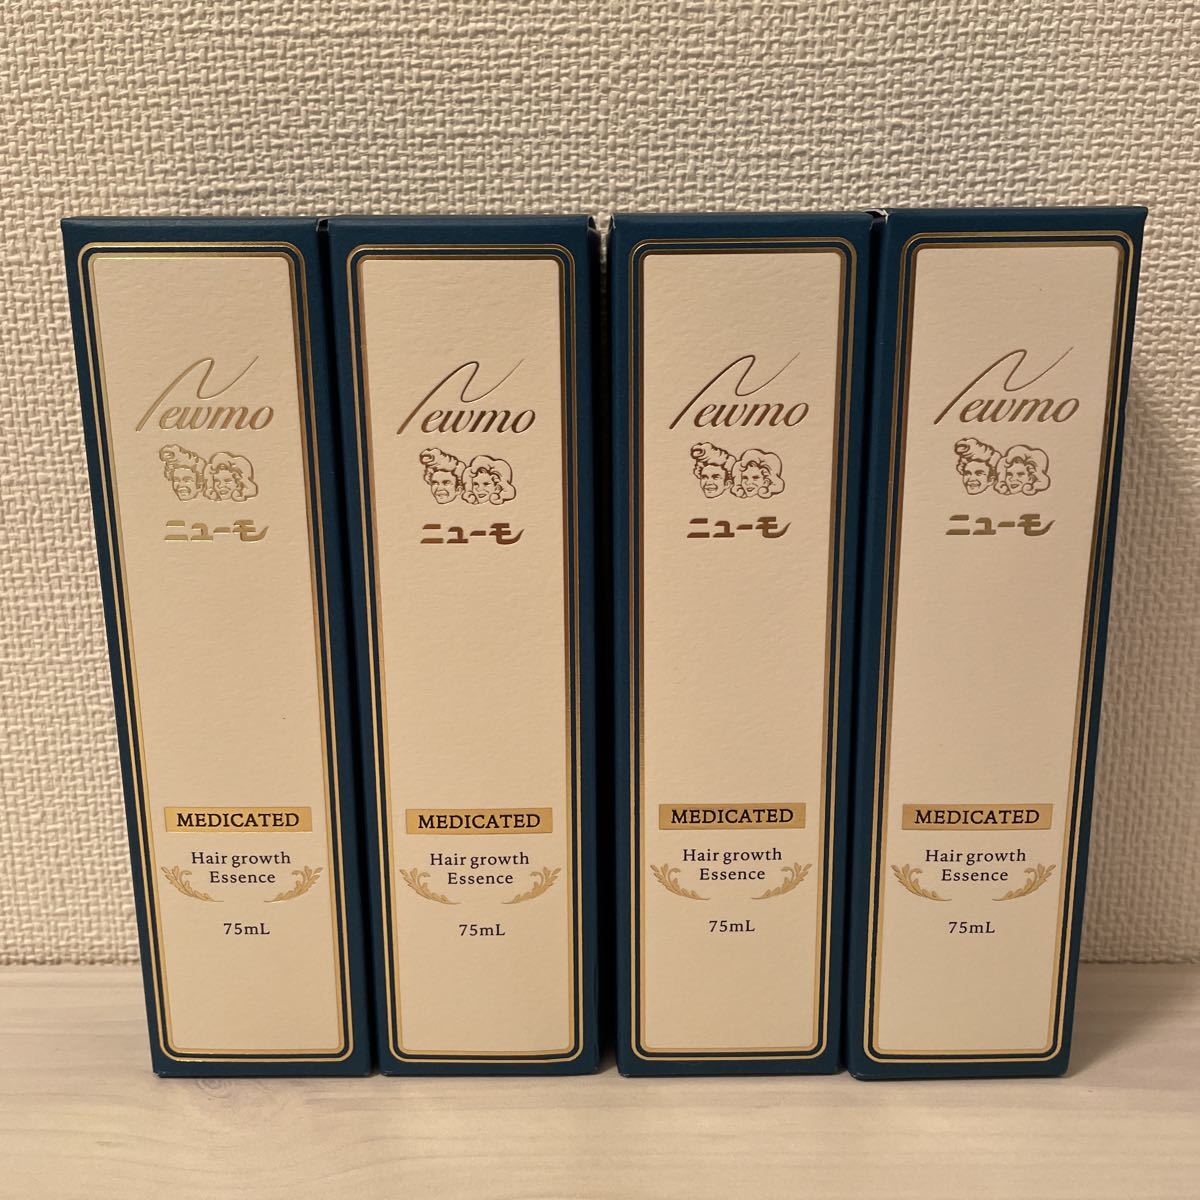 Newmo
ニューモ
MEDICATED
Hair growth
Essence
75mL
Newmo
ニューモ
MEDICATED
Hair growth
Essence
75mL
Newmo
ニューモ
MEDICATED
Hair growth
Essence
75mL
Newmo
ニューモ
MEDICATED
Hair growth
Essence
75mL